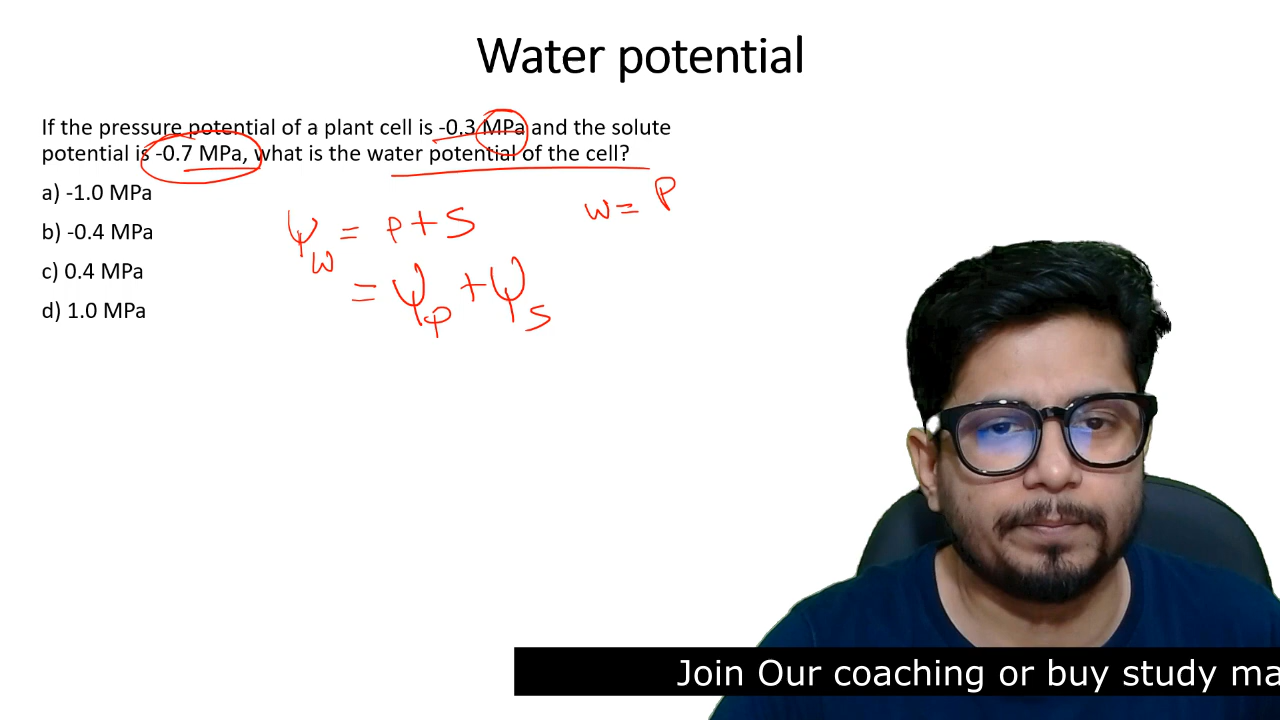 Water potential
If the pressure potential of a plant cell is -0.3 MPa and the solute
potential is -0.7 MPa, what is the water potential of the cell?
a) -1.0 MPa
b) -0.4 MPa
c) 0.4 MPa
d) 1.0 MPa
Ψw = P + S
= Ψp + Ψs
w = P
Join Our coaching or buy study ma